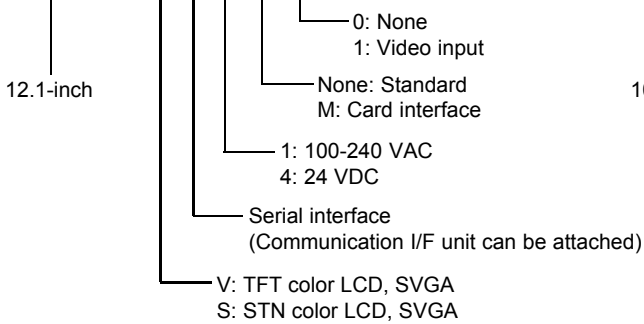 0: None
1: Video input
None: Standard
M: Card interface
12.1-inch
1: 100-240 VAC
4: 24 VDC
Serial interface
(Communication I/F unit can be attached)
V: TFT color LCD, SVGA
S: STN color LCD, SVGA